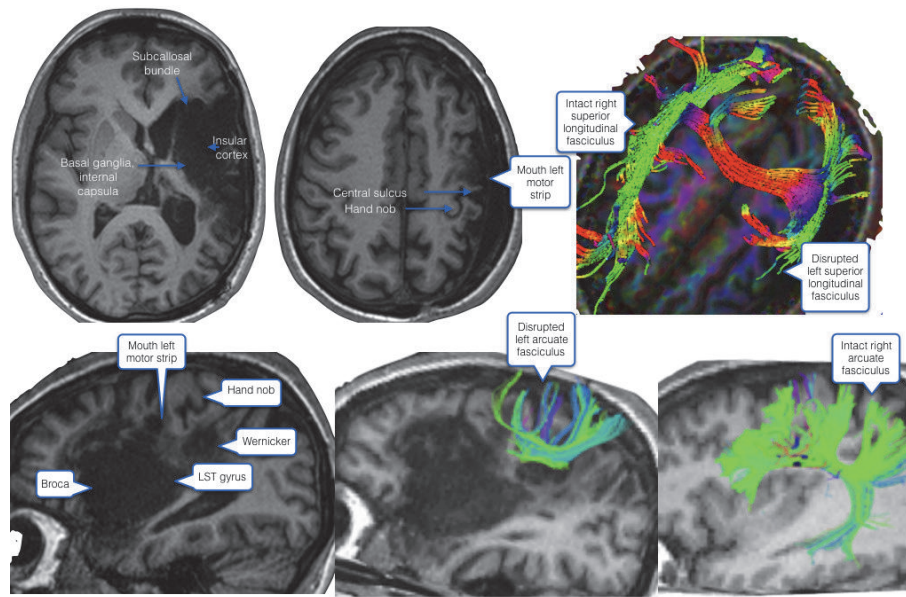 Subcallosal
bundle
Insular
cortex
Basal ganglia,
internal
capsula
Central sulcus
Hand nob
Mouth left
motor
strip
Intact right
superior
longitudinal
fasciculus
Disrupted
left superior
longitudinal
fasciculus
Mouth left
motor strip
Hand nob
Wernicker
LST gyrus
Broca
Disrupted
left arcuate
fasciculus
Intact right
arcuate
fasciculus